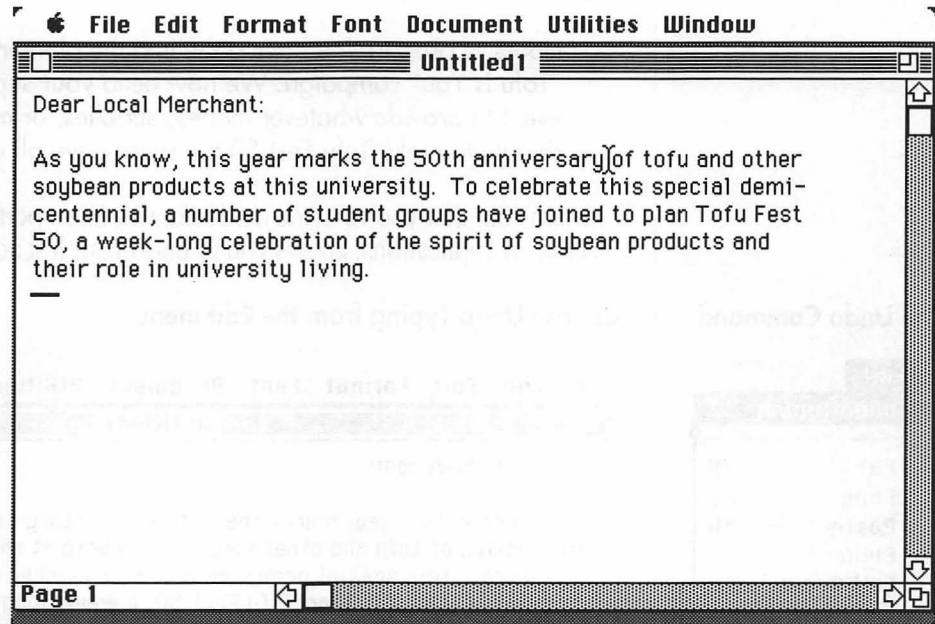 File Edit Format Font Document Utilities Window
Untitled1
Dear Local Merchant:
As you know, this year marks the 50th anniversary of tofu and other
soybean products at this university. To celebrate this special demi-
centennial, a number of student groups have joined to plan Tofu Fest
50, a week-long celebration of the spirit of soybean products and
their role in university living.
Page 1